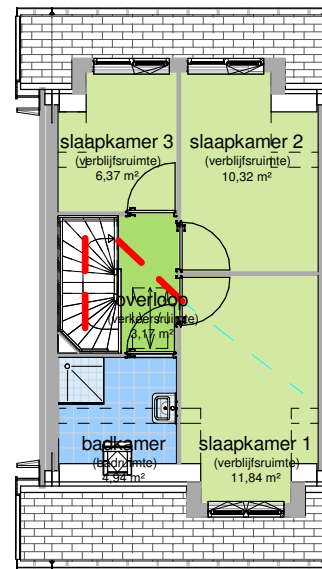 slaapkamer 3
(verblijfsruimte)
6,37 m²
slaapkamer 2
(verblijfsruimte)
10,32 m²
overloop
(verkeersruimte)
3,17 m²
badkamer
(badruimte)
4,94 m²
slaapkamer 1
(verblijfsruimte)
11,84 m²